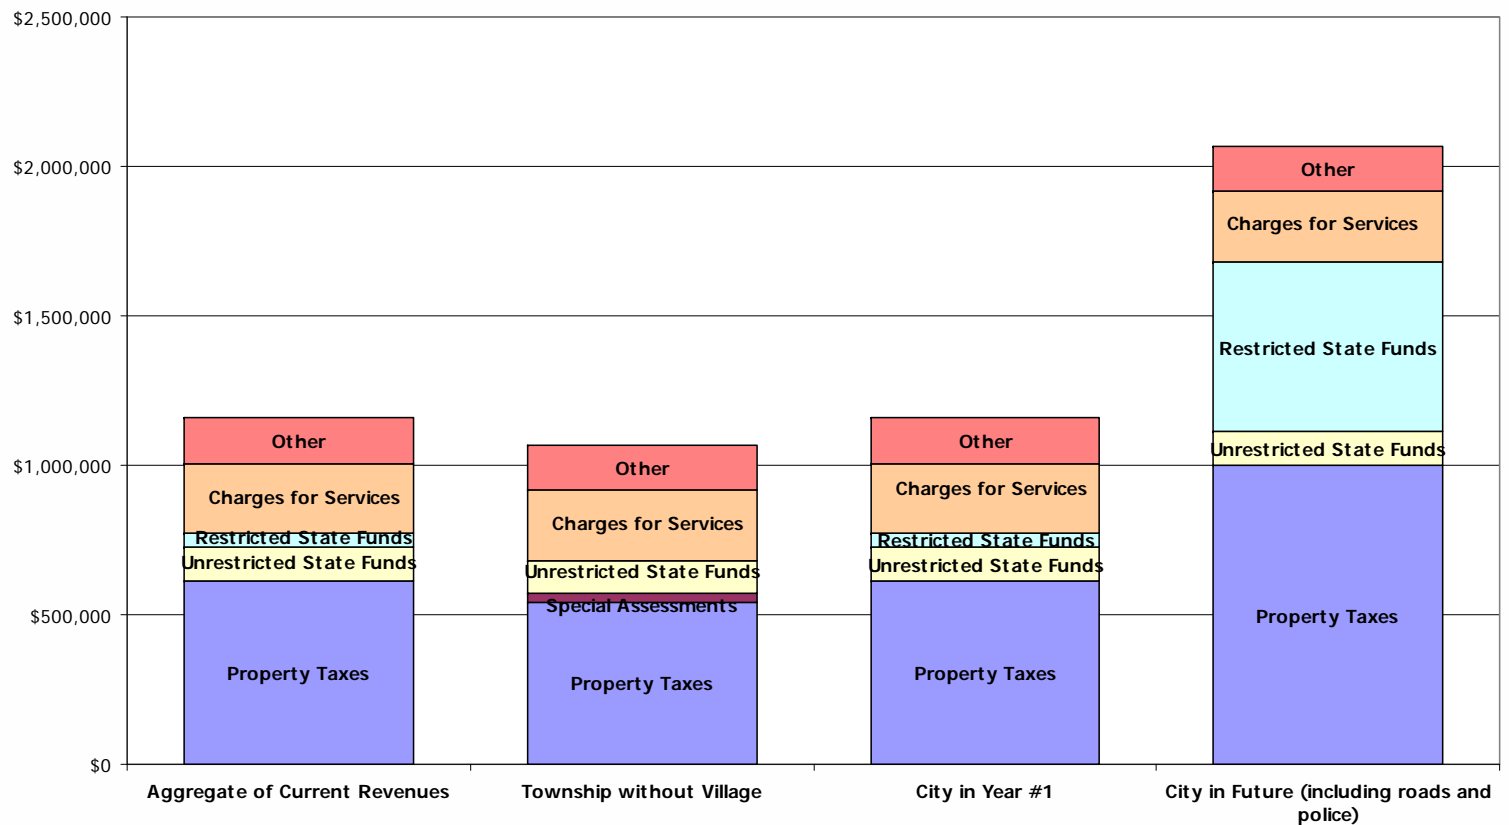 $2,500,000
$2,000,000
$1,500,000
$1,000,000
$500,000
$0
Other
Charges for Services
Restricted State Funds
Unrestricted State Funds
Property Taxes
Other
Charges for Services
Unrestricted State Funds
Special Assessments
Property Taxes
Other
Charges for Services
Restricted State Funds
Unrestricted State Funds
Property Taxes
Other
Charges for Services
Restricted State Funds
Unrestricted State Funds
Property Taxes
Aggregate of Current Revenues
Township without Village
City in Year #1
City in Future (including roads and
police)